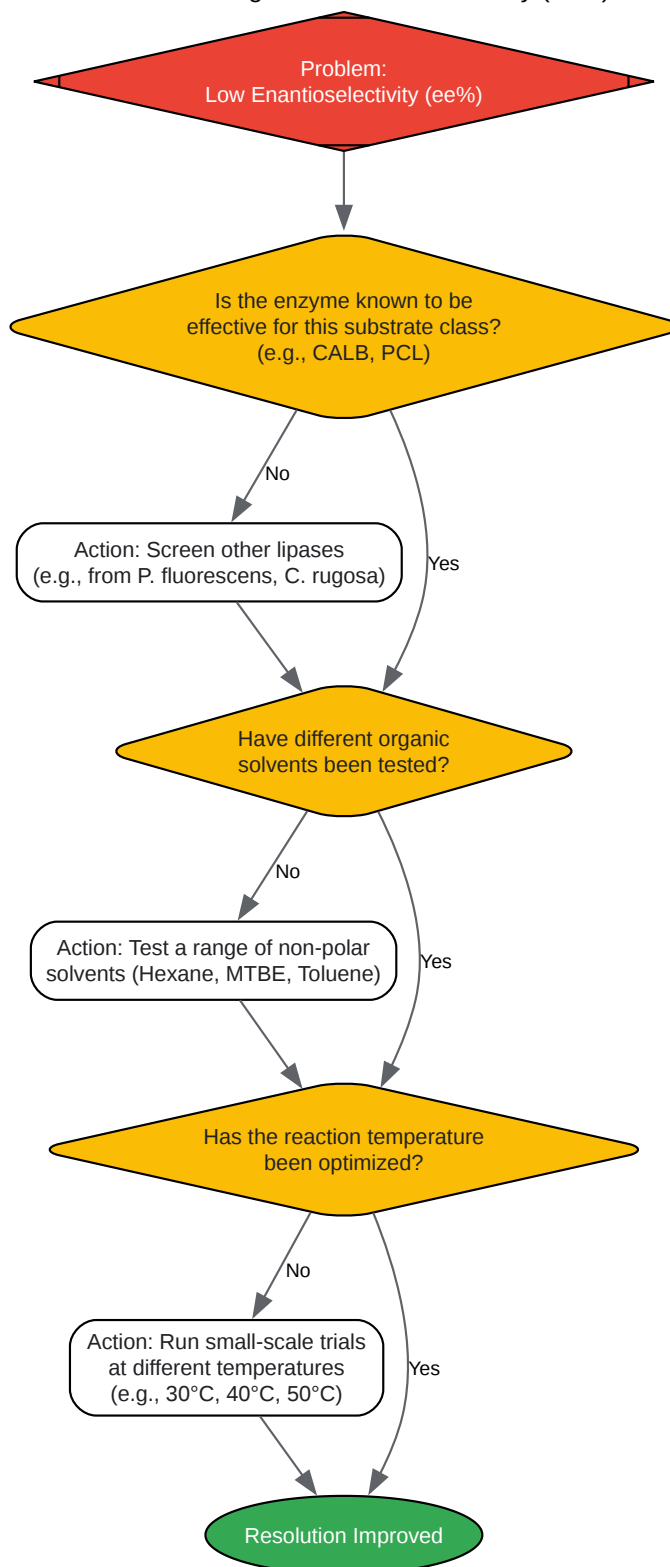 Problem:
Low Enantioselectivity (ee%)
Is the enzyme known to be
effective for this substrate class?
(e.g., CALB, PCL)
No
Action: Screen other lipases
(e.g., from P. fluorescens, C. rugosa)
Yes
Have different organic
solvents been tested?
No
Action: Test a range of non-polar
solvents (Hexane, MTBE, Toluene)
Yes
Has the reaction temperature
been optimized?
No
Action: Run small-scale trials
at different temperatures
(e.g., 30°C, 40°C, 50°C)
Yes
Resolution Improved